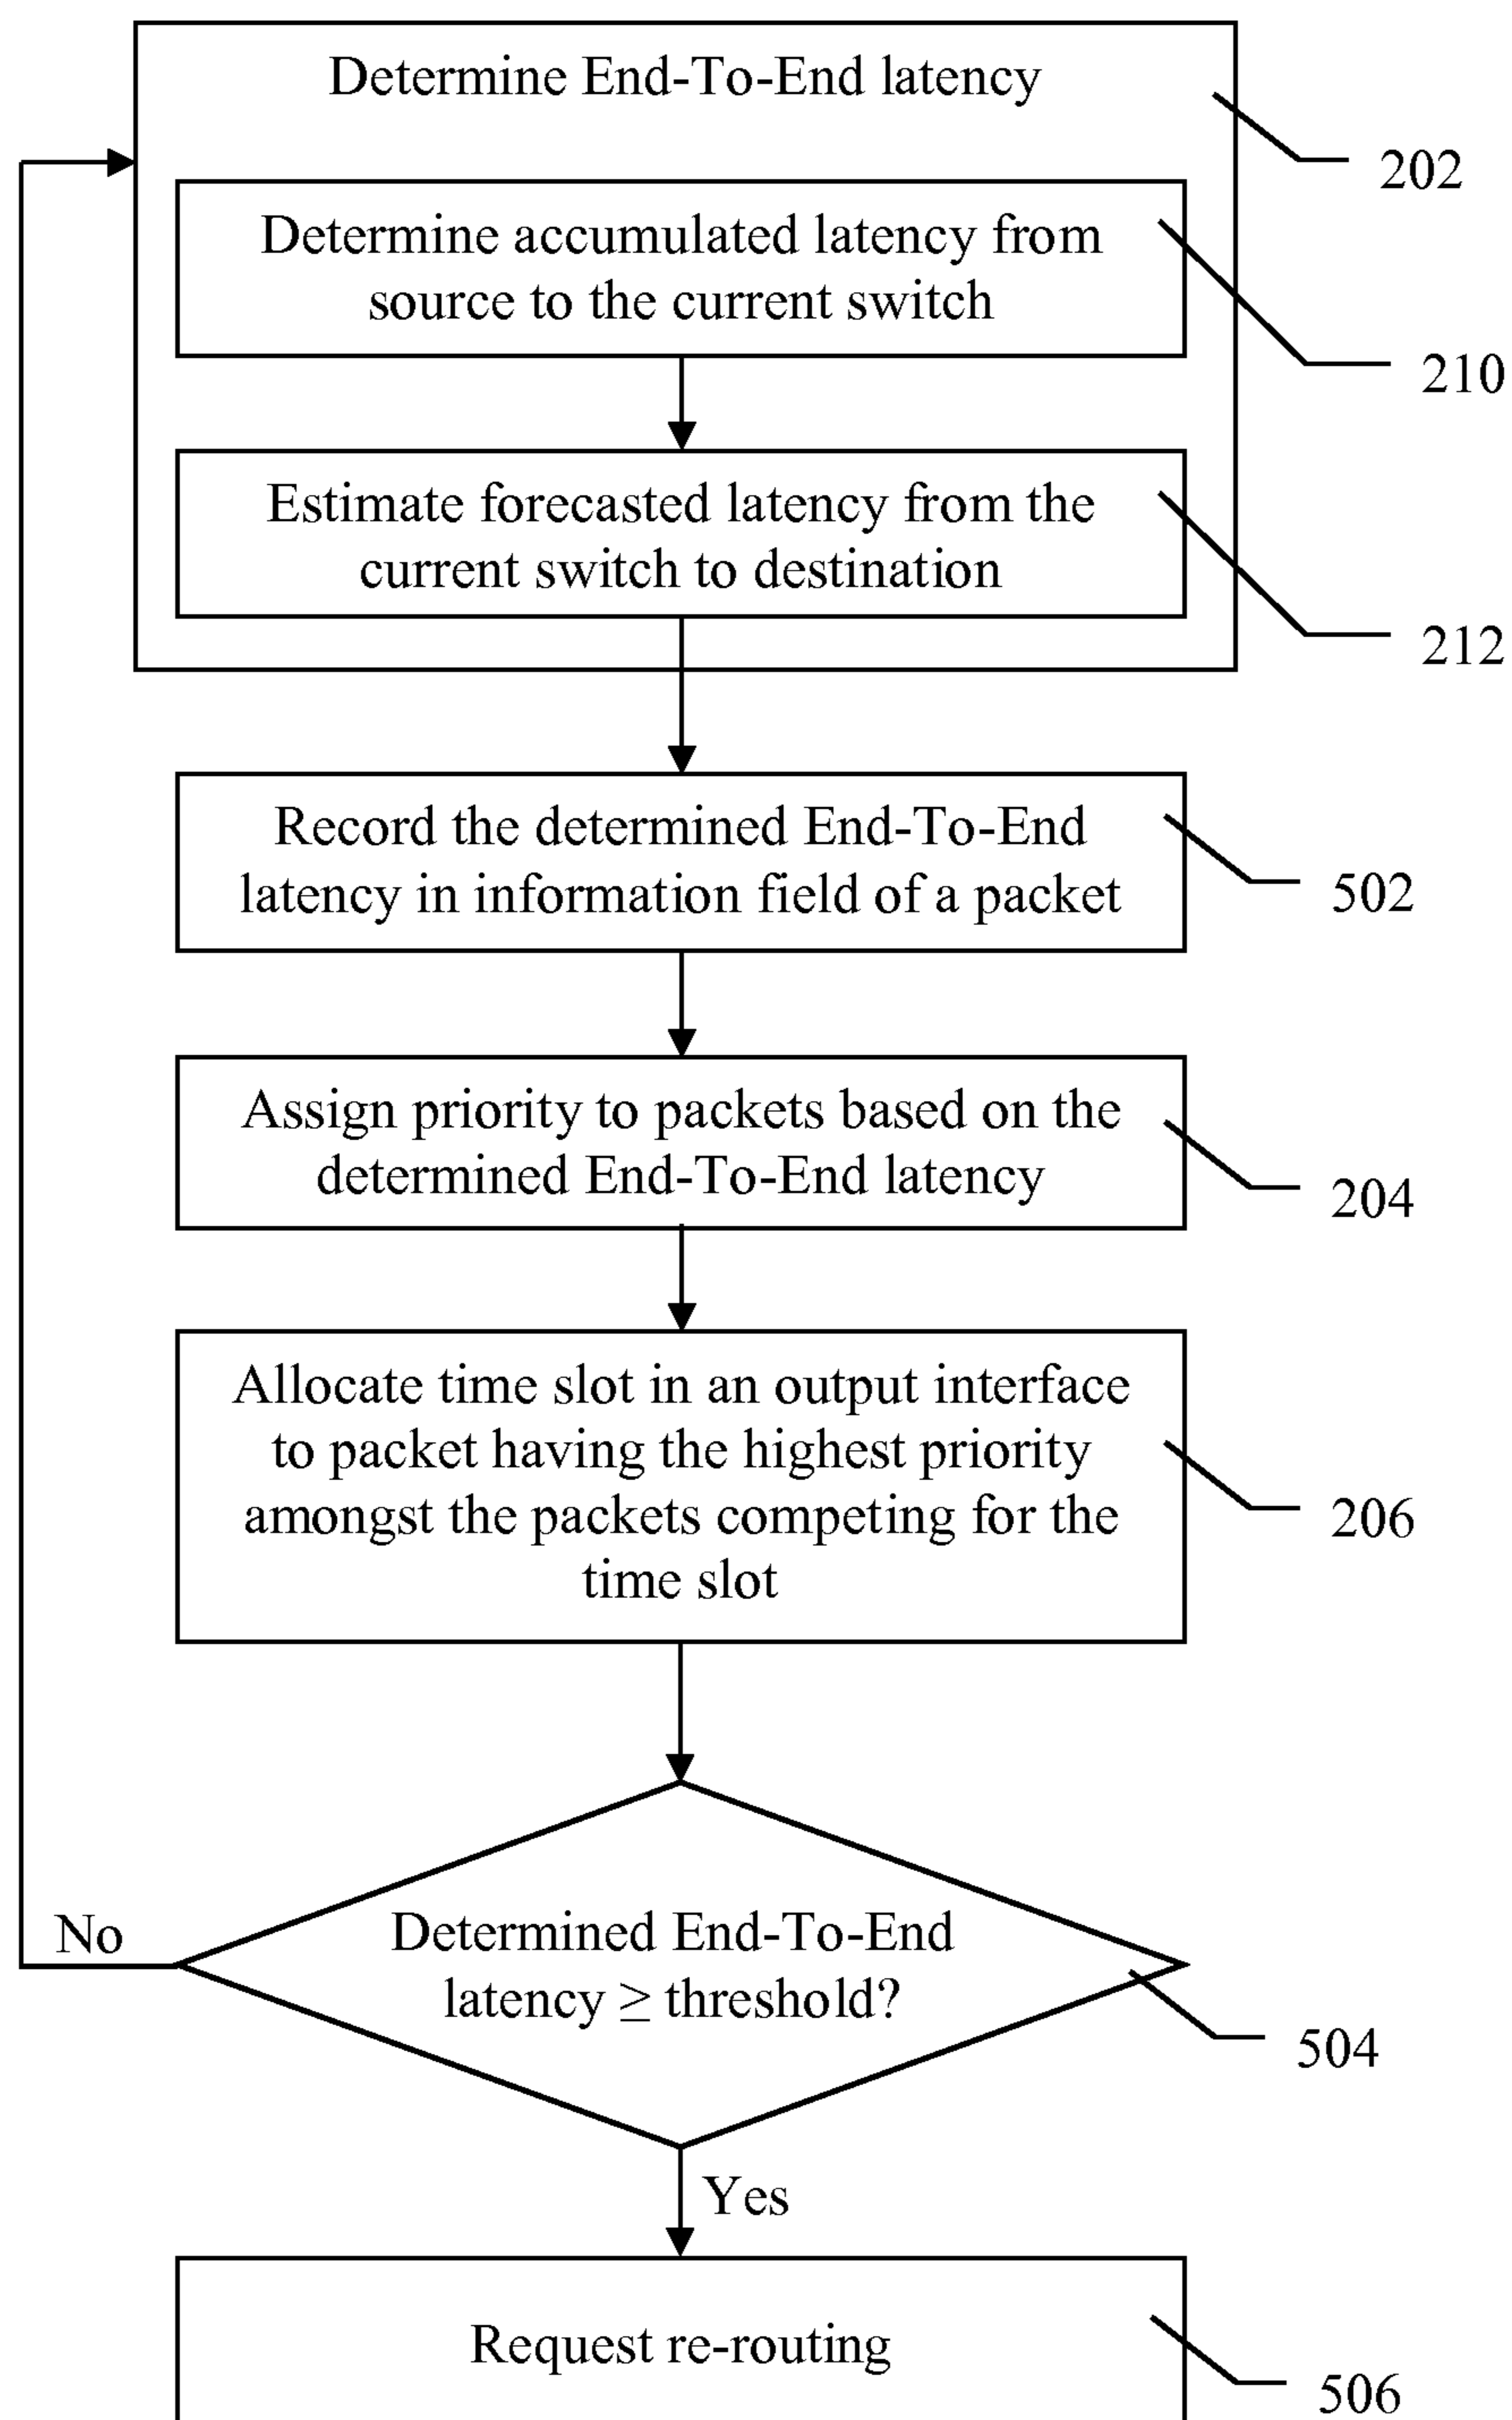 Determine End-To-End latency
202
Determine accumulated latency from
source to the current switch
210
Estimate forecasted latency from the
current switch to destination
212
Record the determined End-To-End
latency in information field of a packet
502
Assign priority to packets based on the
determined End-To-End latency
204
Allocate time slot in an output interface
to packet having the highest priority
amongst the packets competing for the
time slot
206
No
Determined End-To-End
latency ≥ threshold?
504
Yes
Request re-routing
506